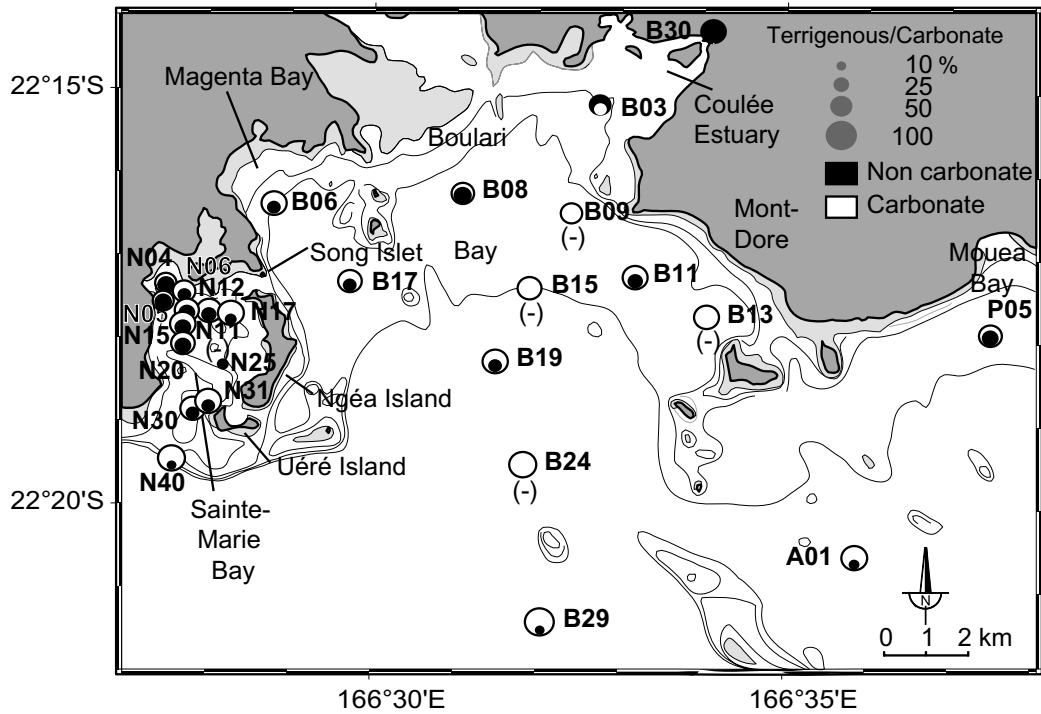 B30
Terrigenous/Carbonate
10 %
25
50
100
Non carbonate
Carbonate
22°15'S
Magenta Bay
B03
Coulée
Estuary
Boulari
Bay
B06
B08
B09
(-)
Mont-
Dore
Mouea
Bay
P05
Song Islet
N04
N06
N12
N17
N05
N15
N11
N20
N25
N31
N30
N40
B17
B15
(-)
B11
B13
(-)
B19
Ngéa Island
Uéré Island
B24
(-)
22°20'S
Sainte-
Marie
Bay
A01
B29
N
0 1 2 km
166°30'E
166°35'E